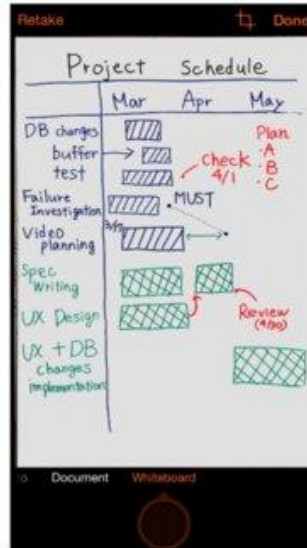 Retake Done
Project Schedule
Mar Apr May
DB changes
buffer
test
Check
4/1
Plan
·A
·B
·C
Failure
Investigation
MUST
Video
planning
Spec
Writing
UX Design
Review
(4/30)
UX + DB
changes
implementation
Document Whiteboard